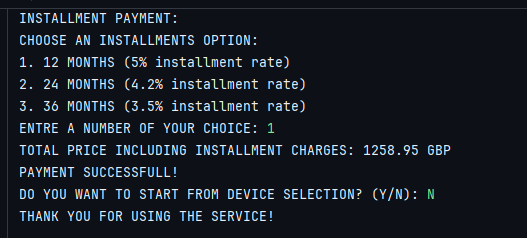 INSTALLMENT PAYMENT:
CHOOSE AN INSTALLMENTS OPTION:
1. 12 MONTHS (5% installment rate)
2. 24 MONTHS (4.2% installment rate)
3. 36 MONTHS (3.5% installment rate)
ENTRE A NUMBER OF YOUR CHOICE: 1
TOTAL PRICE INCLUDING INSTALLMENT CHARGES: 1258.95 GBP
PAYMENT SUCCESSFULL!
DO YOU WANT TO START FROM DEVICE SELECTION? (Y/N): N
THANK YOU FOR USING THE SERVICE!